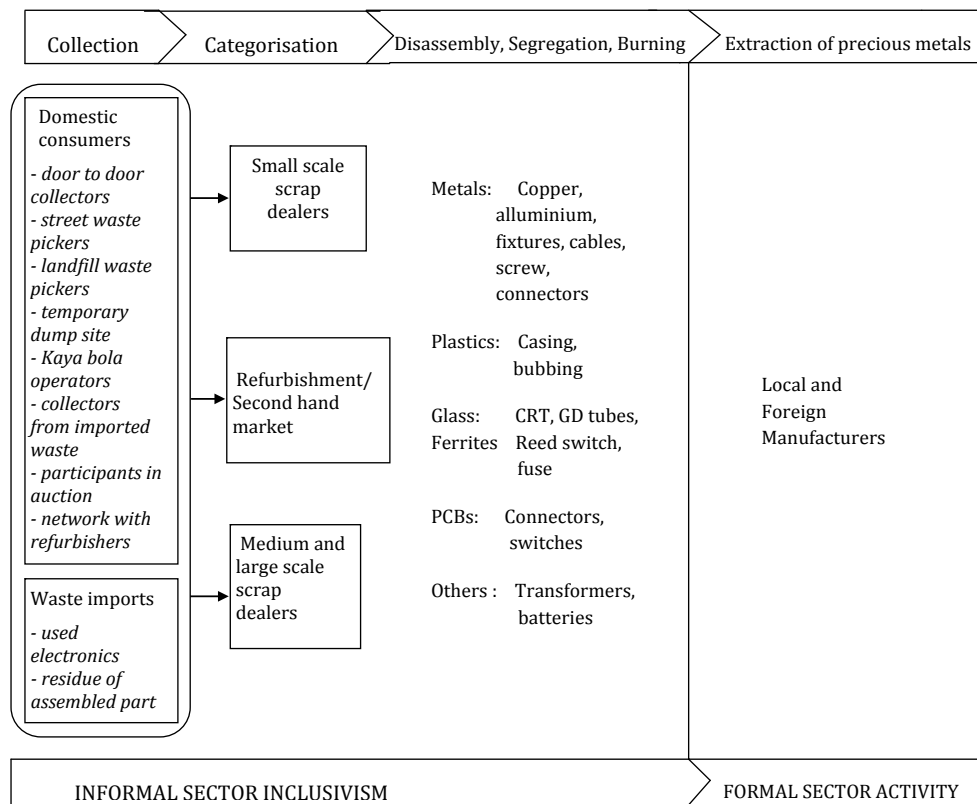 Collection
Categorisation
Disassembly, Segregation, Burning
Extraction of precious metals
Domestic
consumers
- door to door
collectors
- street waste
pickers
- landfill waste
pickers
- temporary
dump site
- Kaya bola
operators
- collectors
from imported
waste
- participants in
auction
- network with
refurbishers
Waste imports
- used
electronics
- residue of
assembled part
Small scale
scrap
dealers
Refurbishment/
Second hand
market
Medium and
large scale
scrap
dealers
Metals: Copper,
alluminium,
fixtures, cables,
screw,
connectors
Plastics: Casing,
bubbing
Glass: CRT, GD tubes,
Ferrites Reed switch,
fuse
PCBs: Connectors,
switches
Others : Transformers,
batteries
Local and
Foreign
Manufacturers
INFORMAL SECTOR INCLUSIVISM
FORMAL SECTOR ACTIVITY